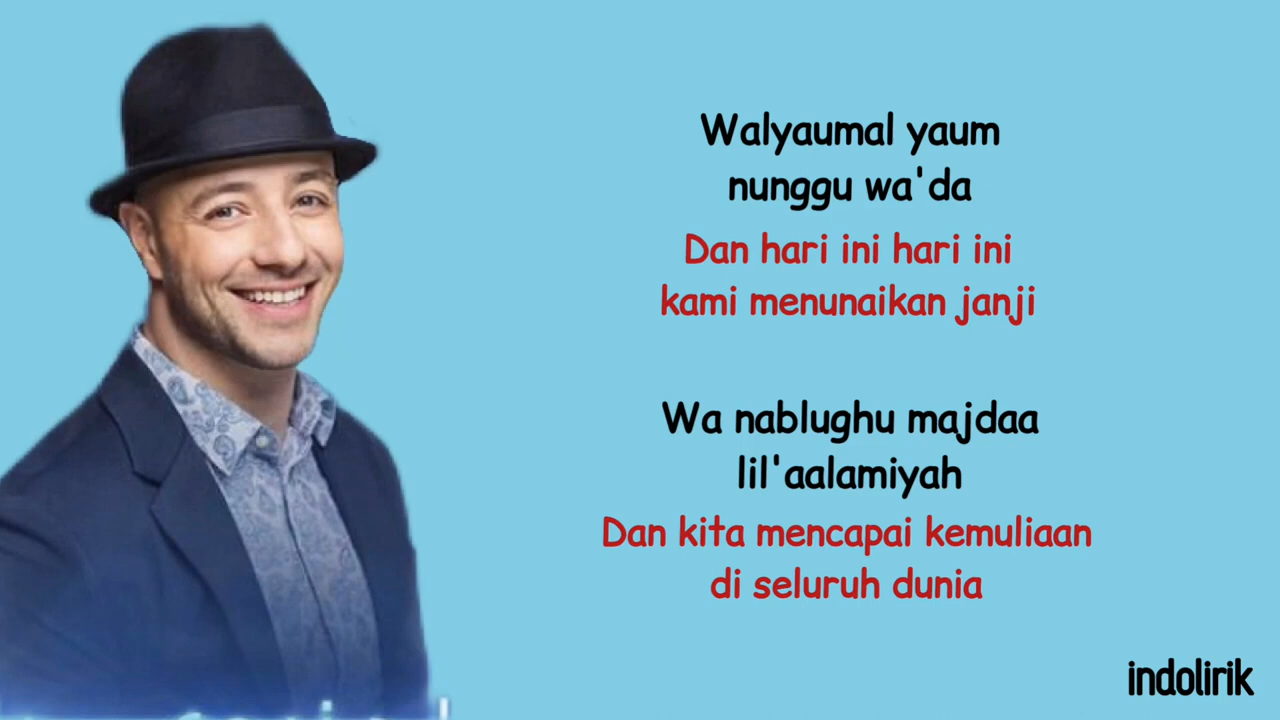 Walyaumal yaum
nunggu wa'da
Dan hari ini hari ini
kami menunaikan janji
Wa nablughu majdaa
lil'aalamiyah
Dan kita mencapai kemuliaan
di seluruh dunia
indolirik